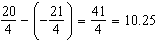 20/4 − (−21/4) = 41/4 = 10.25